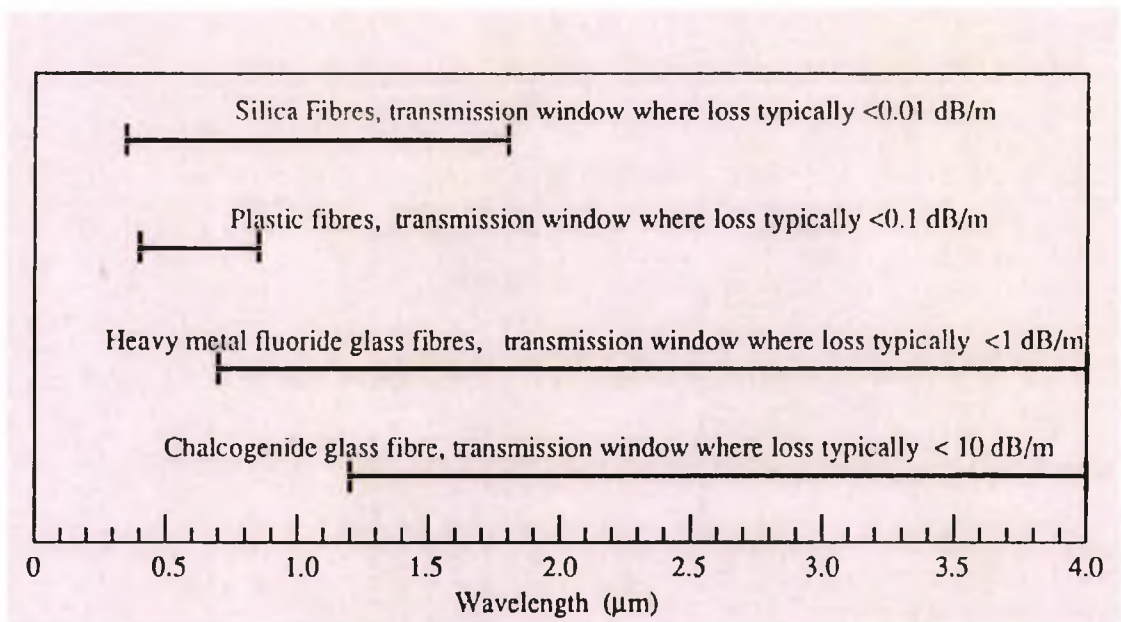 Silica Fibres, transmission window where loss typically <0.01 dB/m
Plastic fibres, transmission window where loss typically <0.1 dB/m
Heavy metal fluoride glass fibres, transmission window where loss typically <1 dB/m
Chalcogenide glass fibre, transmission window where loss typically < 10 dB/m
0 0.5 1.0 1.5 2.0 2.5 3.0 3.5 4.0
Wavelength (μm)